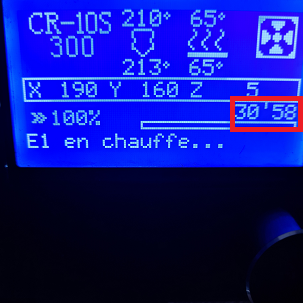 CR-10S 210° 65°
300
213° 65°
X 190 Y 160 Z 5
30'58
»100%
E1 en chauffe...